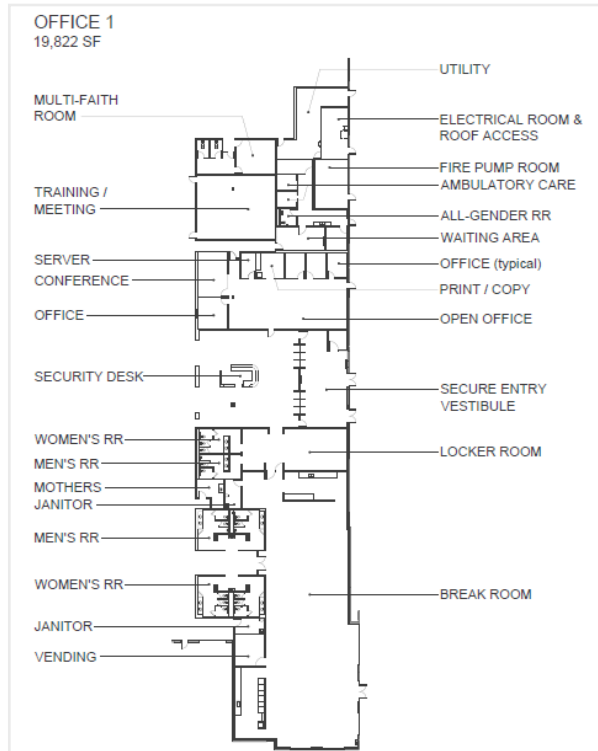 OFFICE 1
19,822 SF
UTILITY
MULTI-FAITH
ROOM
ELECTRICAL ROOM &
ROOF ACCESS
FIRE PUMP ROOM
AMBULATORY CARE
TRAINING /
MEETING
ALL-GENDER RR
WAITING AREA
SERVER
OFFICE (typical)
CONFERENCE
PRINT / COPY
OFFICE
OPEN OFFICE
SECURITY DESK
SECURE ENTRY
VESTIBULE
WOMEN'S RR
LOCKER ROOM
MEN'S RR
MOTHERS
JANITOR
MEN'S RR
WOMEN'S RR
BREAK ROOM
JANITOR
VENDING